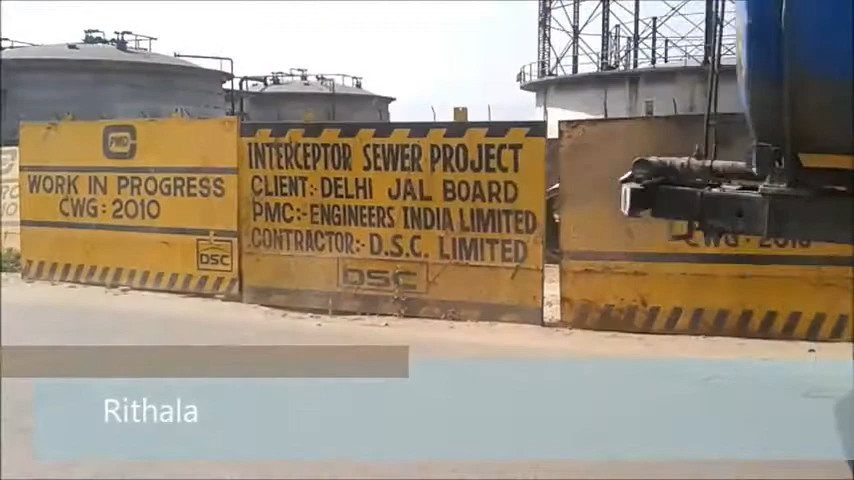 WORK IN PROGRESS
CWG:2010
DSC
INTERCEPTOR SEWER PROJECT
CLIENT:- DELHI JAL BOARD
PMC:- ENGINEERS INDIA LIMITED
CONTRACTOR:- D.S.C. LIMITED
DSC
CWG:2010
Rithala